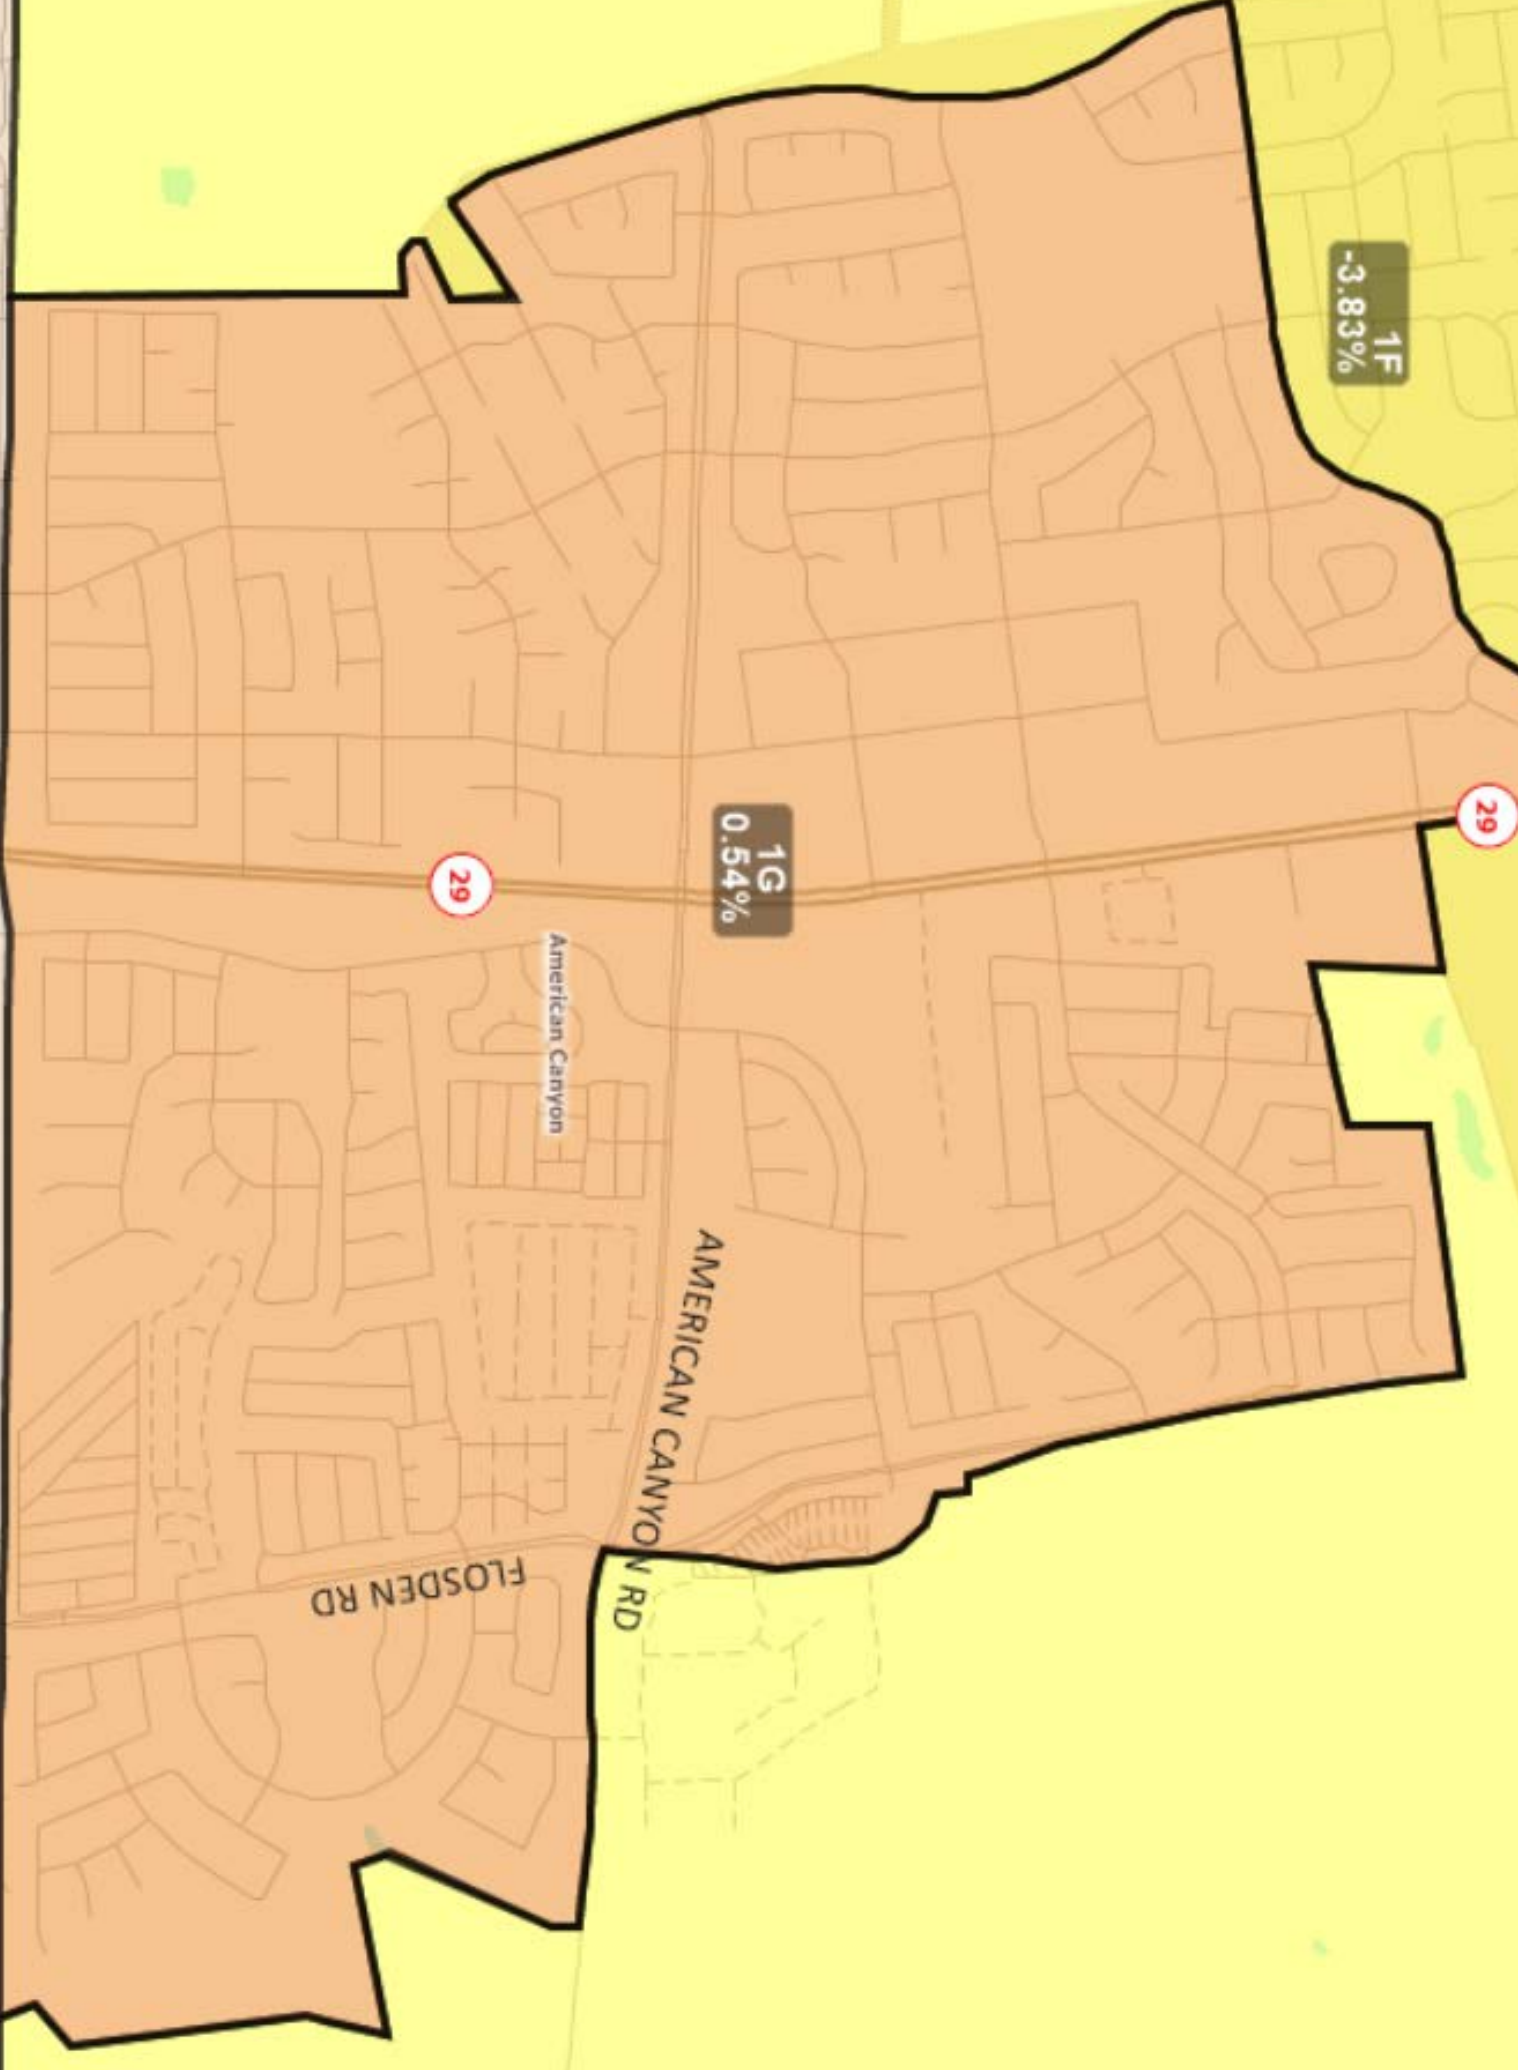 1F
-3.83%
29
1G
0.54%
29
American Canyon
AMERICAN CANYON RD
FLOSDEN RD